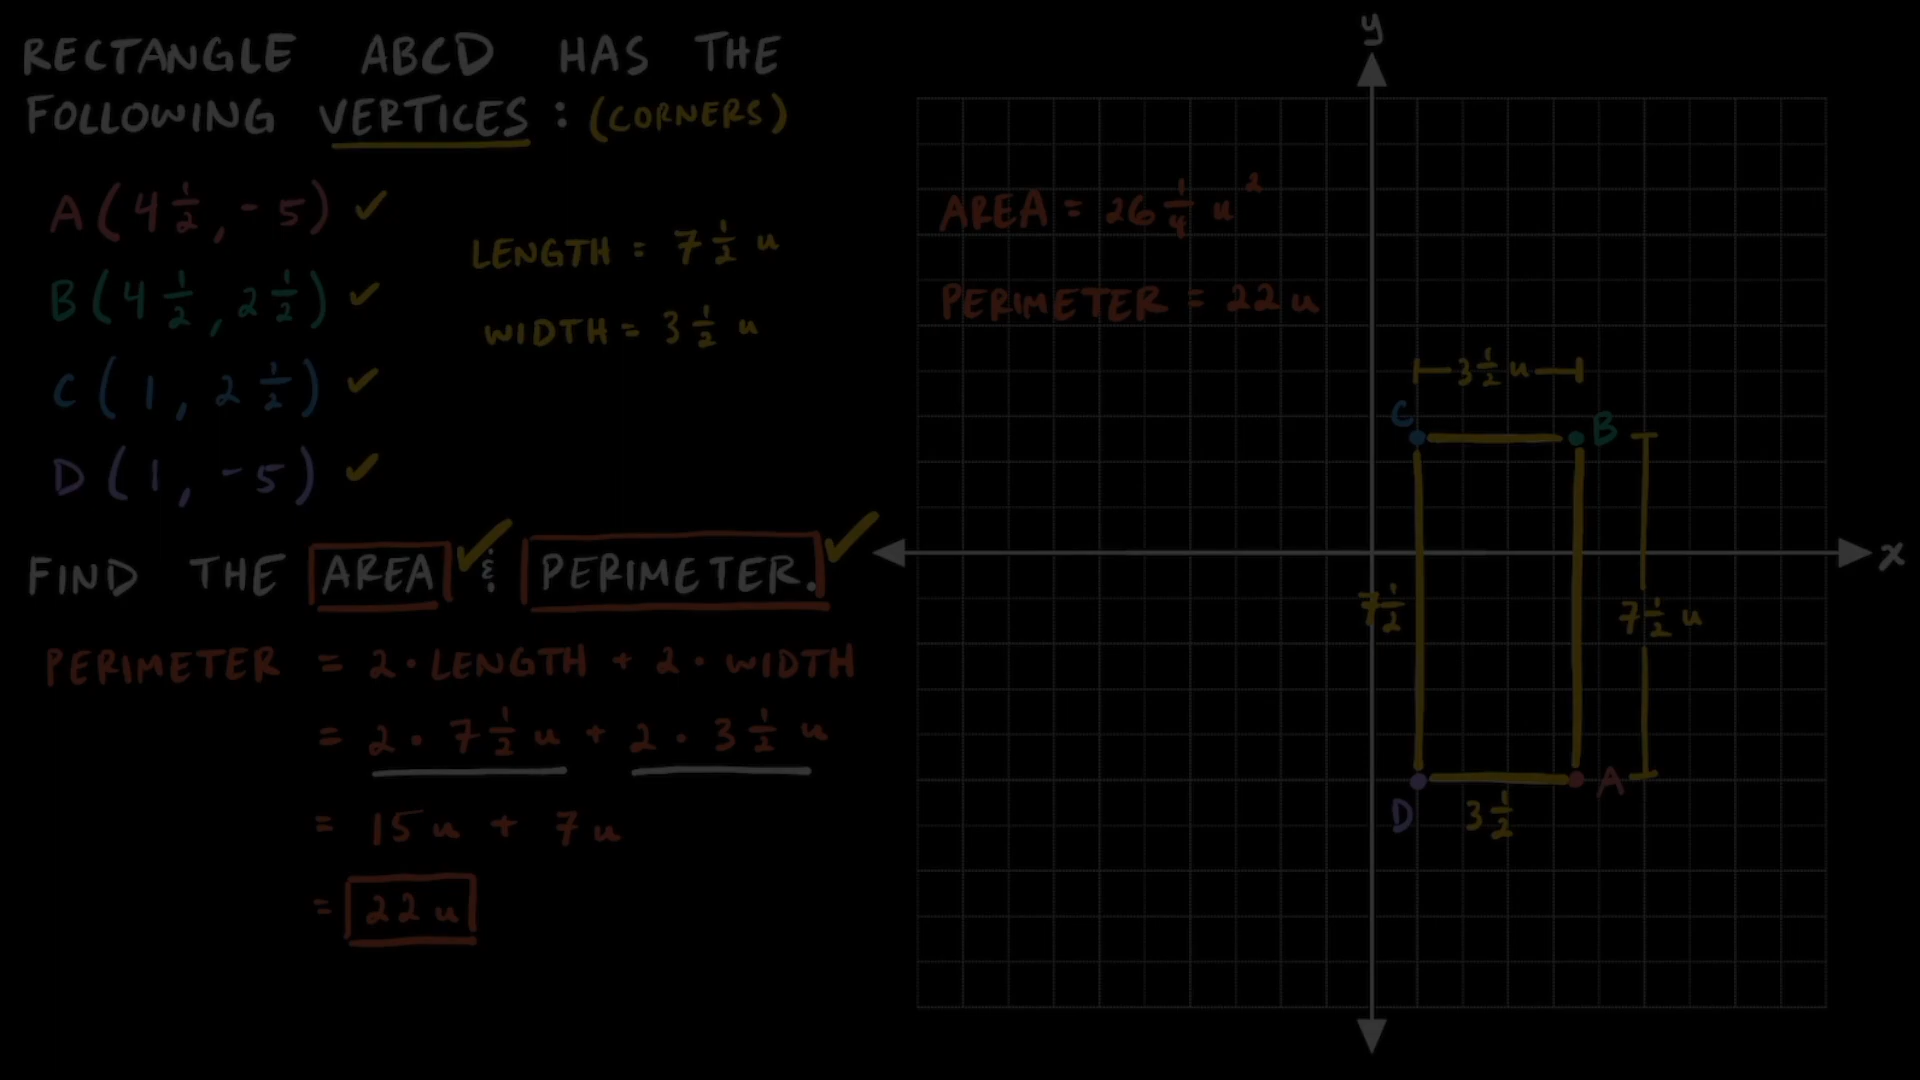 RECTANGLE ABCD HAS THE
FOLLOWING VERTICES : (CORNERS)
A (4 1/2, -5) ✓
B (4 1/2, 2 1/2) ✓
C (1, 2 1/2) ✓
D (1, -5) ✓
LENGTH = 7 1/2 u
WIDTH = 3 1/2 u
FIND THE AREA ✓ & PERIMETER. ✓
PERIMETER = 2 · LENGTH + 2 · WIDTH
= 2 · 7 1/2 u + 2 · 3 1/2 u
= 15 u + 7 u
= 22 u
y
AREA = 26 1/4 u²
PERIMETER = 22 u
3 1/2 u
C
B
x
7 1/2
7 1/2 u
D
A
3 1/2